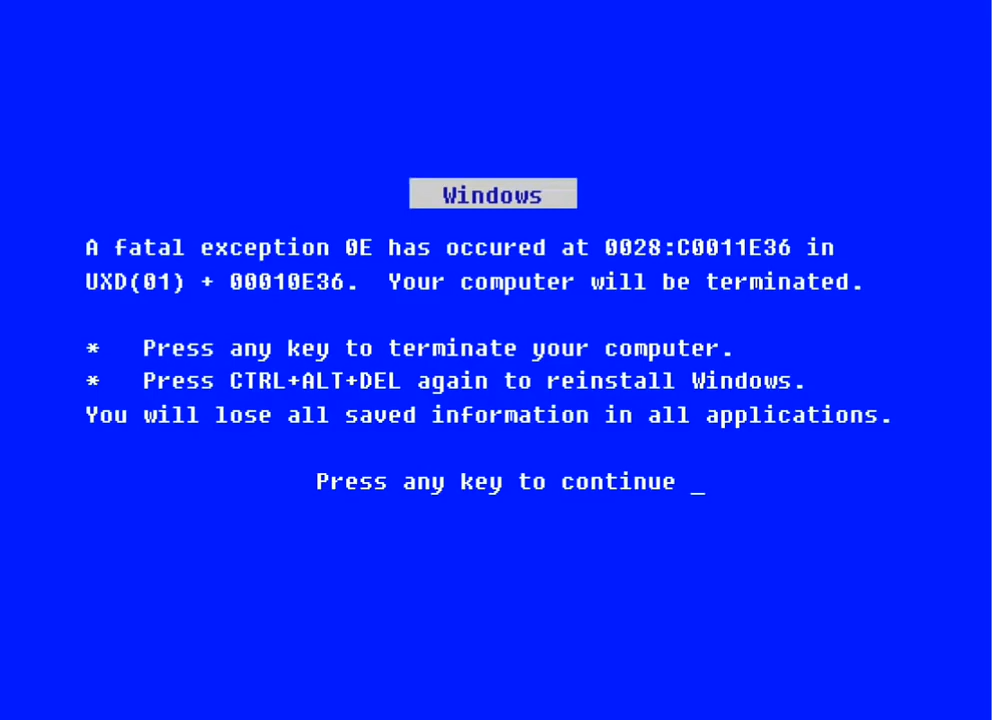 Windows
A fatal exception 0E has occured at 0028:C0011E36 in
UXD(01) + 00010E36. Your computer will be terminated.
* Press any key to terminate your computer.
* Press CTRL+ALT+DEL again to reinstall Windows.
You will lose all saved information in all applications.
Press any key to continue _